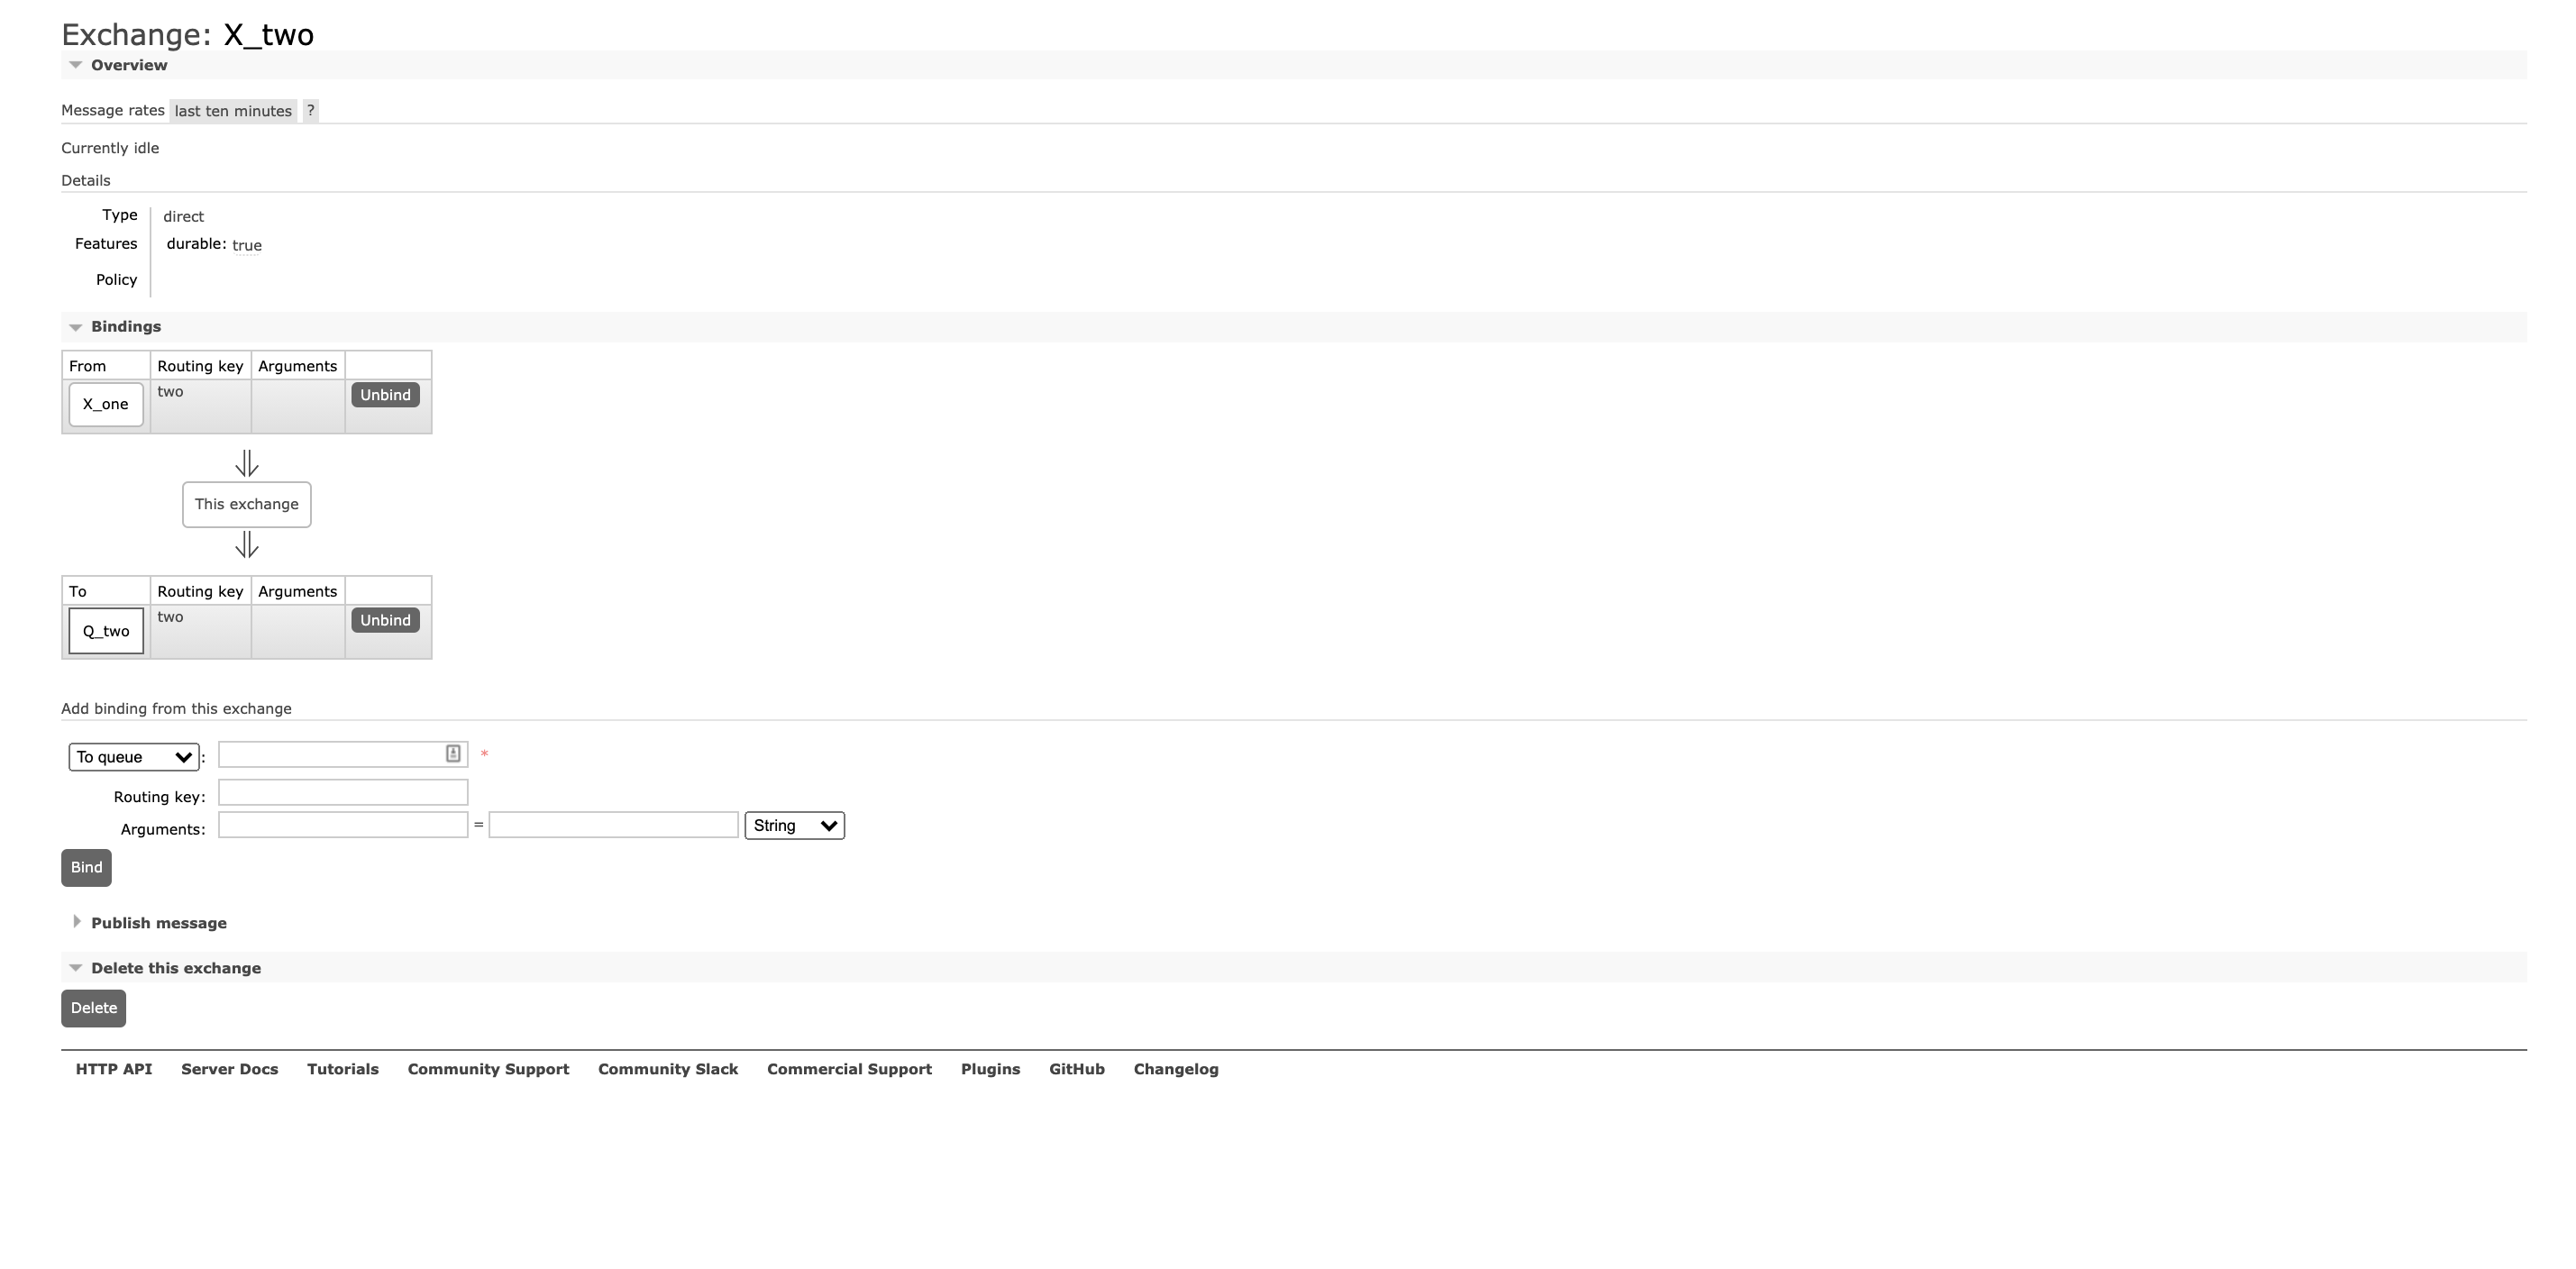 Exchange: X_two
Overview
Message rates last ten minutes ?
Currently idle
Details
Type direct
Features durable: true
Policy
Bindings
From Routing key Arguments
X_one two Unbind
⇓
This exchange
⇓
To Routing key Arguments
Q_two two Unbind
Add binding from this exchange
To queue : *
Routing key:
Arguments: = String
Bind
Publish message
Delete this exchange
Delete
HTTP API Server Docs Tutorials Community Support Community Slack Commercial Support Plugins GitHub Changelog